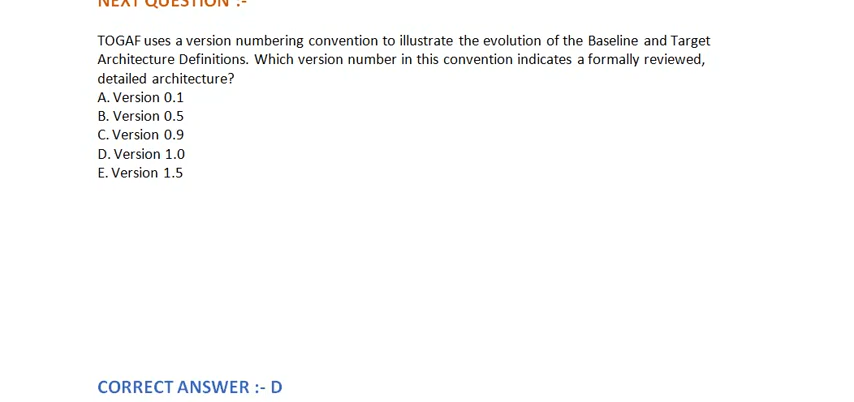 NEXT QUESTION :-
TOGAF uses a version numbering convention to illustrate the evolution of the Baseline and Target
Architecture Definitions. Which version number in this convention indicates a formally reviewed,
detailed architecture?
A. Version 0.1
B. Version 0.5
C. Version 0.9
D. Version 1.0
E. Version 1.5
CORRECT ANSWER :- D